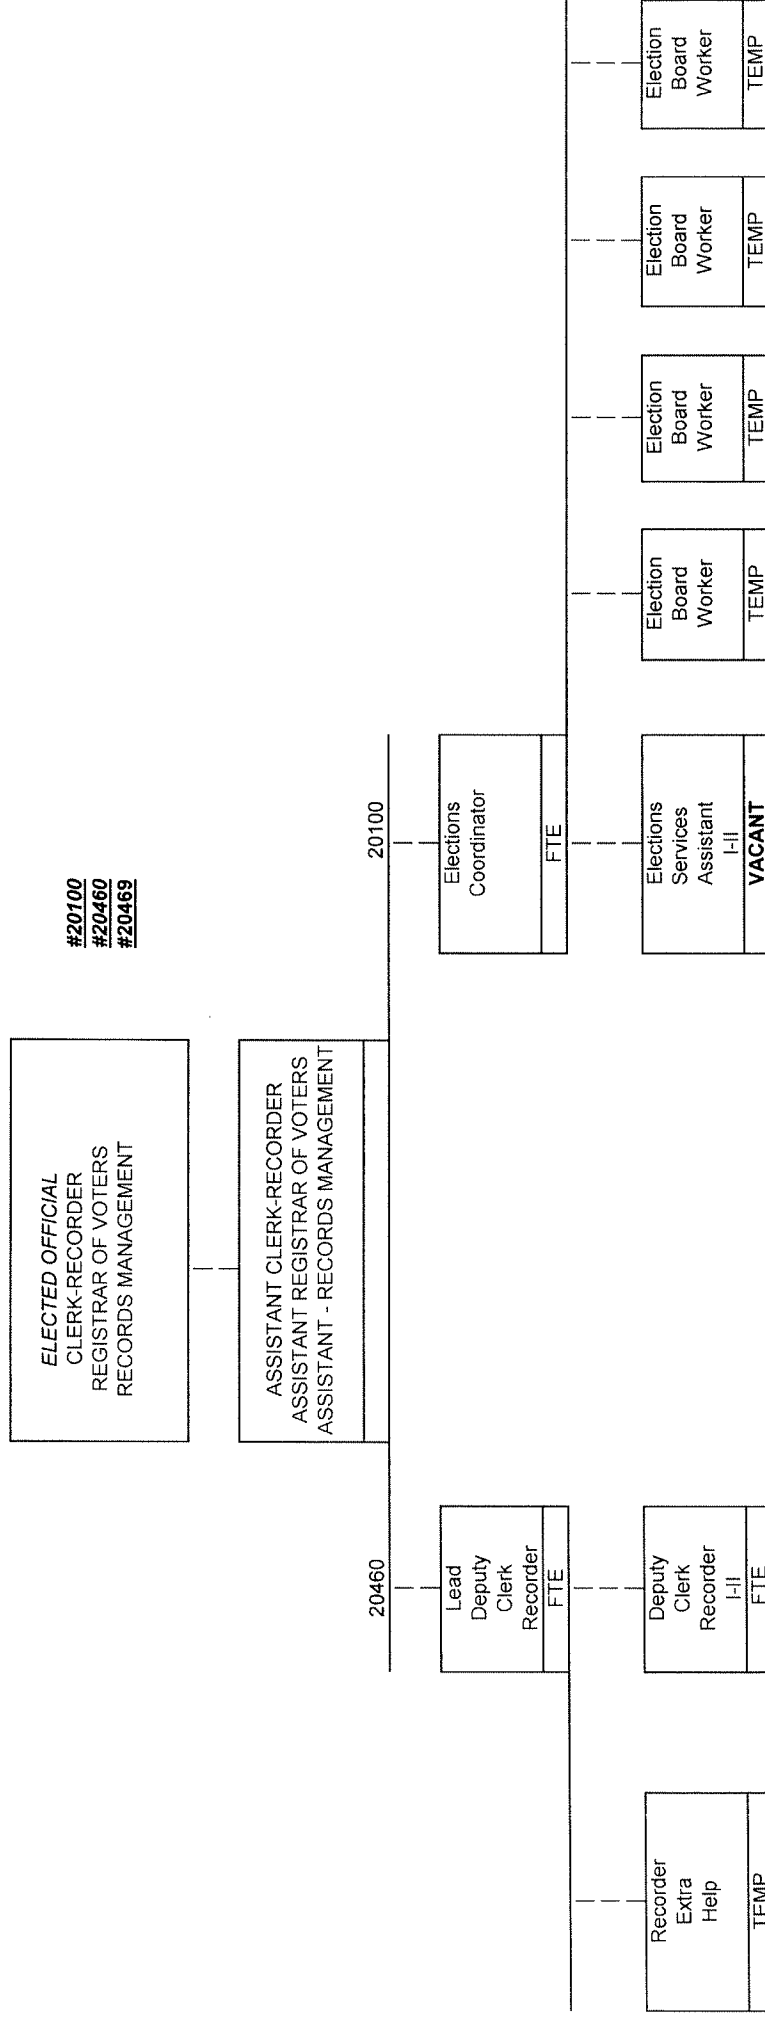 #20100
#20460
#20469
ELECTED OFFICIAL
CLERK-RECORDER
REGISTRAR OF VOTERS
RECORDS MANAGEMENT
ASSISTANT CLERK-RECORDER
ASSISTANT REGISTRAR OF VOTERS
ASSISTANT - RECORDS MANAGEMENT
20460
20100
Lead
Deputy
Clerk
Recorder
FTE
Elections
Coordinator
FTE
Recorder
Extra
Help
TEMP
Deputy
Clerk
Recorder
I-II
FTE
Elections
Services
Assistant
I-II
VACANT
Election
Board
Worker
TEMP
Election
Board
Worker
TEMP
Election
Board
Worker
TEMP
Election
Board
Worker
TEMP